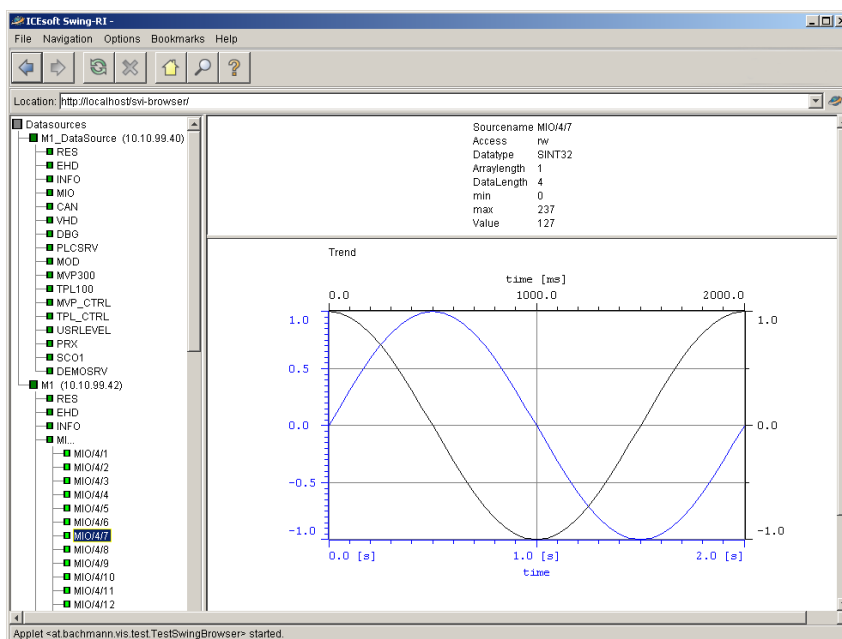 ICEsoft Swing-RI -
File Navigation Options Bookmarks Help
Location: http://localhost/svi-browser/
Datasources
M1_DataSource (10.10.99.40)
RES
EHD
INFO
MIO
CAN
VHD
DBG
PLCSRV
MOD
MVP300
TPL100
MVP_CTRL
TPL_CTRL
USRLEVEL
PRX
SCO1
DEMOSRV
M1 (10.10.99.42)
RES
EHD
INFO
MI...
MIO/4/1
MIO/4/2
MIO/4/3
MIO/4/4
MIO/4/5
MIO/4/6
MIO/4/7
MIO/4/8
MIO/4/9
MIO/4/10
MIO/4/11
MIO/4/12
Sourcename MIO/4/7
Access rw
Datatype SINT32
Arraylength 1
DataLength 4
min 0
max 237
Value 127
Trend
time [ms]
0.0 1000.0 2000.0
1.0 1.0
0.5 0.5
0.0 0.0
-0.5 -0.5
-1.0 -1.0
0.0 [s] 1.0 [s] 2.0 [s]
time
Applet <at.bachmann.vis.test.TestSwingBrowser> started.